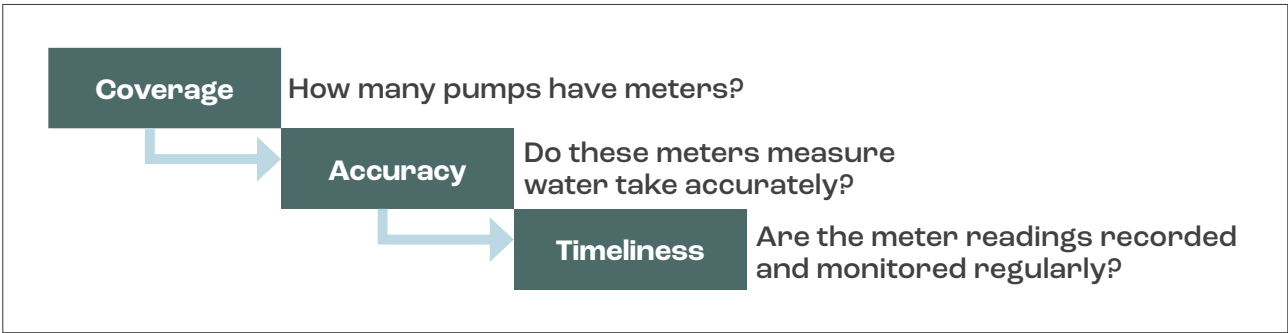 Coverage
How many pumps have meters?
Accuracy
Do these meters measure
water take accurately?
Timeliness
Are the meter readings recorded
and monitored regularly?